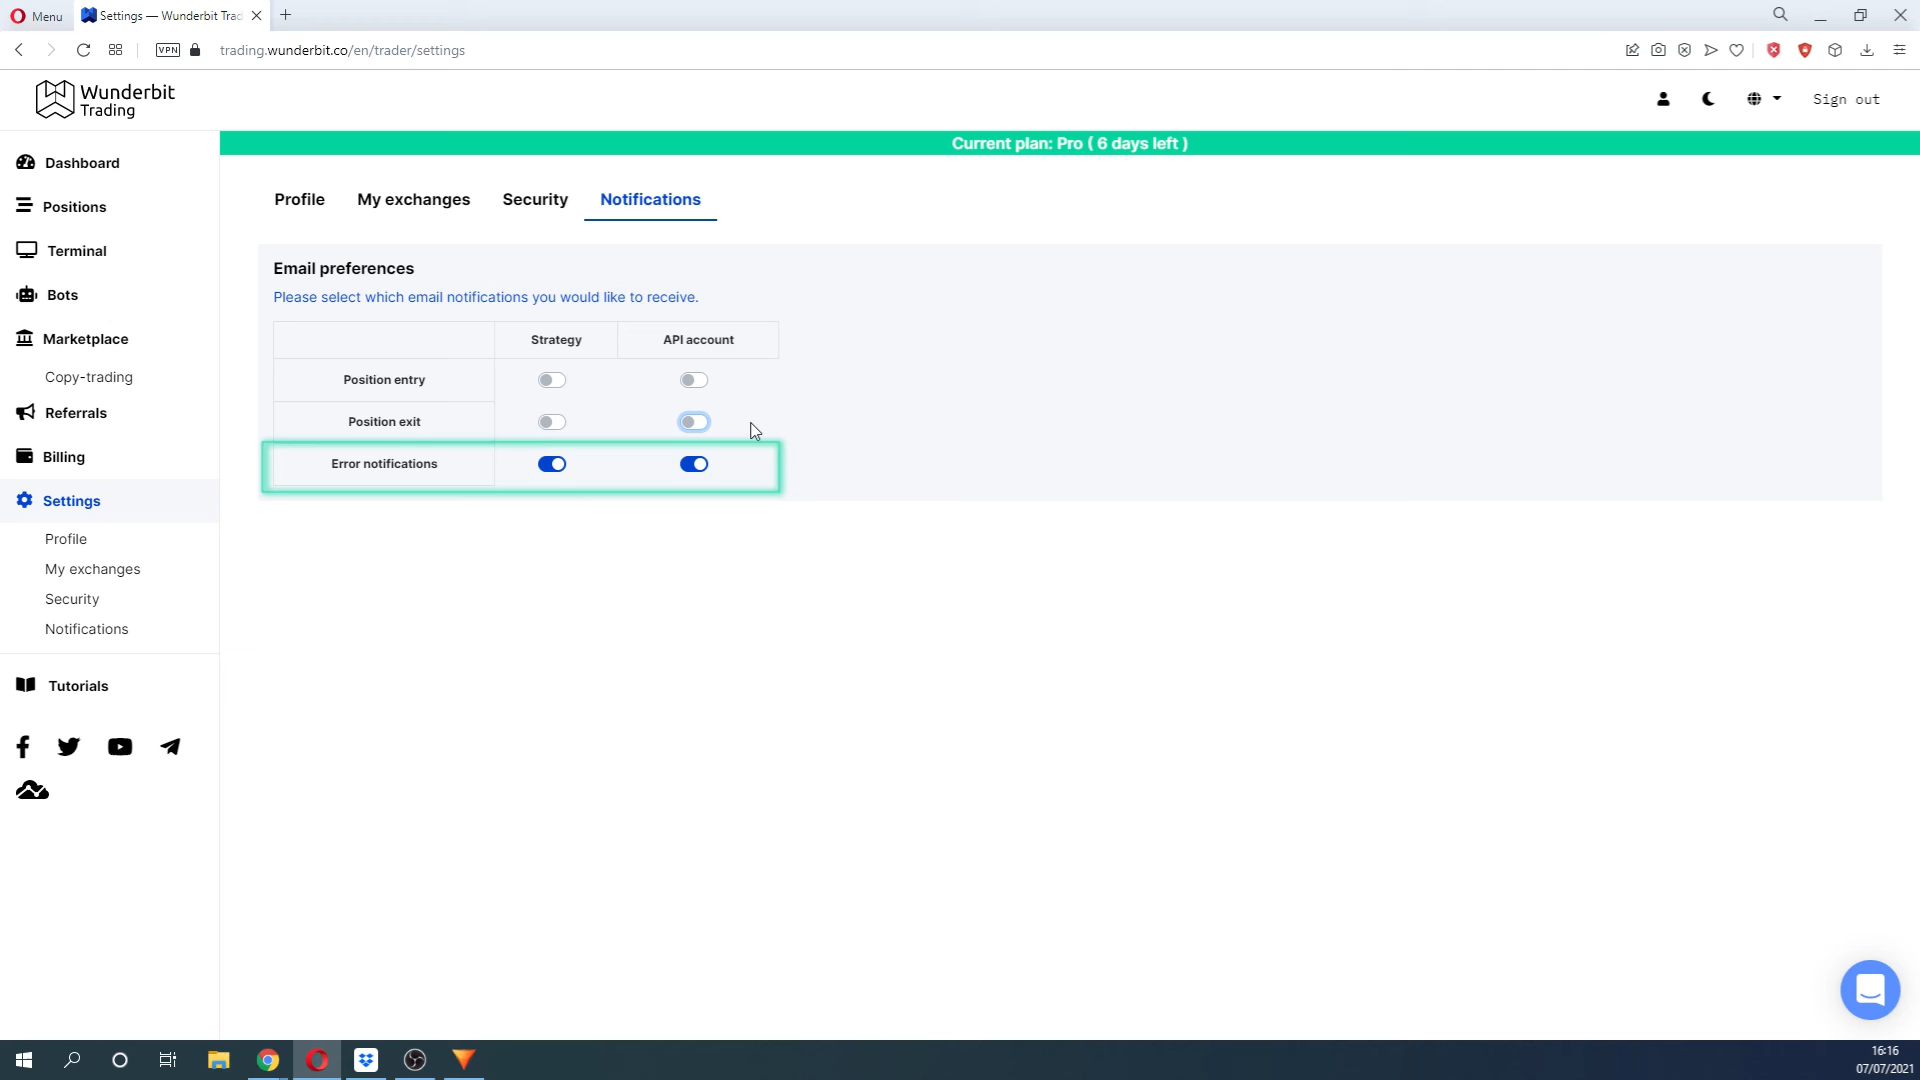 Menu
Settings — Wunderbit Trad
VPN
trading.wunderbit.co/en/trader/settings
Wunderbit
Trading
Sign out
Current plan: Pro ( 6 days left )
Dashboard
Positions
Terminal
Bots
Marketplace
Copy-trading
Referrals
Billing
Settings
Profile
My exchanges
Security
Notifications
Tutorials
Profile
My exchanges
Security
Notifications
Email preferences
Please select which email notifications you would like to receive.
Strategy
API account
Position entry
Position exit
Error notifications
16:16
07/07/2021